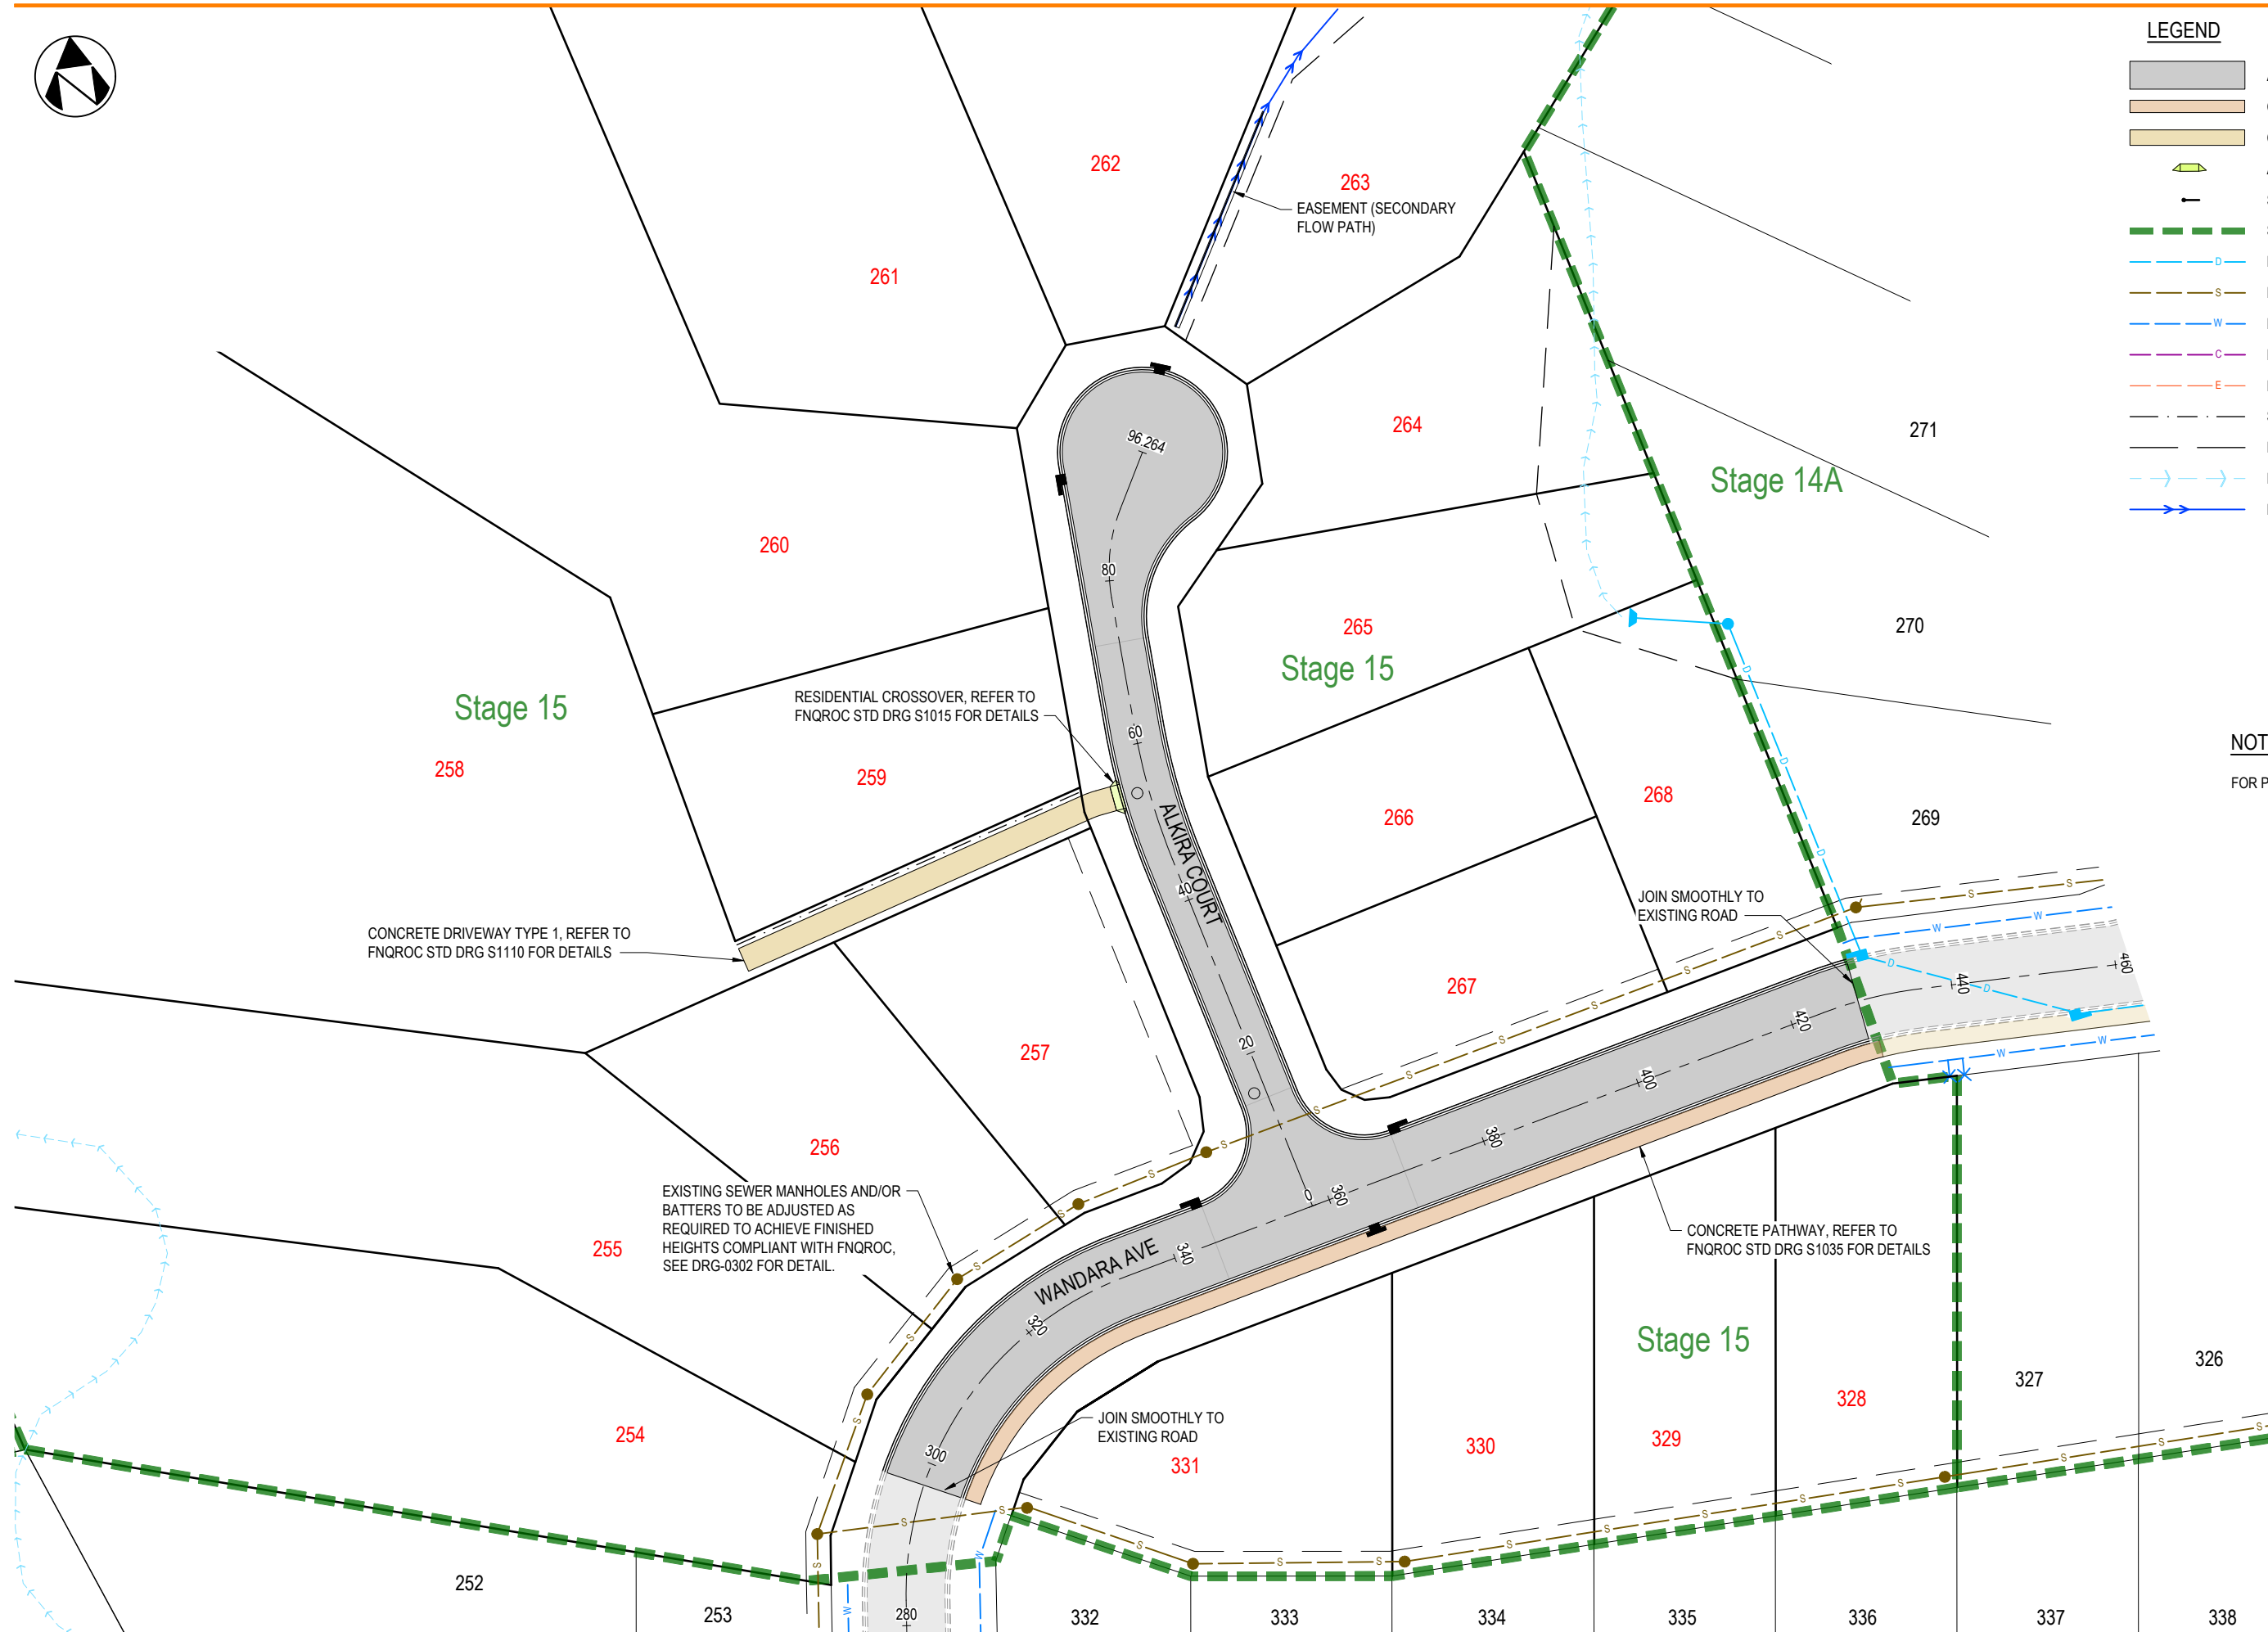 LEGEND
D
S
W
C
E
262
263
EASEMENT (SECONDARY
FLOW PATH)
261
96.264
264
271
Stage 14A
260
80
265
270
Stage 15
Stage 15
RESIDENTIAL CROSSOVER, REFER TO
FNQROC STD DRG S1015 FOR DETAILS
60
258
259
268
266
269
NOT
FOR P
ALKIRA COURT
40
JOIN SMOOTHLY TO
EXISTING ROAD
CONCRETE DRIVEWAY TYPE 1, REFER TO
FNQROC STD DRG S1110 FOR DETAILS
267
460
440
420
20
257
400
380
256
EXISTING SEWER MANHOLES AND/OR
BATTERS TO BE ADJUSTED AS
REQUIRED TO ACHIEVE FINISHED
HEIGHTS COMPLIANT WITH FNQROC,
SEE DRG-0302 FOR DETAIL.
0
360
CONCRETE PATHWAY, REFER TO
FNQROC STD DRG S1035 FOR DETAILS
255
WANDARA AVE
340
320
Stage 15
326
327
328
JOIN SMOOTHLY TO
EXISTING ROAD
254
300
331
330
329
252
253
280
332
333
334
335
336
337
338